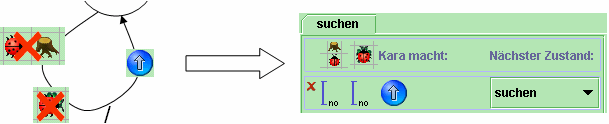 suchen
Kara macht: Nächster Zustand:
no no suchen